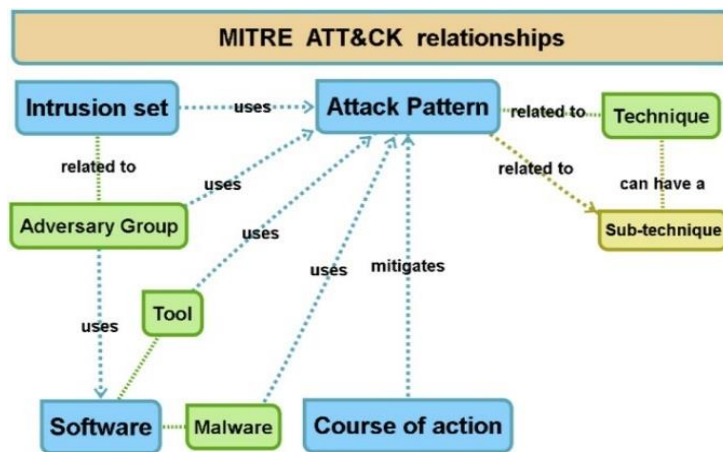 MITRE ATT&CK relationships
Intrusion set
uses
Attack Pattern
related to
Technique
related to
uses
related to
can have a
Adversary Group
Sub-technique
uses
uses
mitigates
Tool
uses
Software
Malware
Course of action